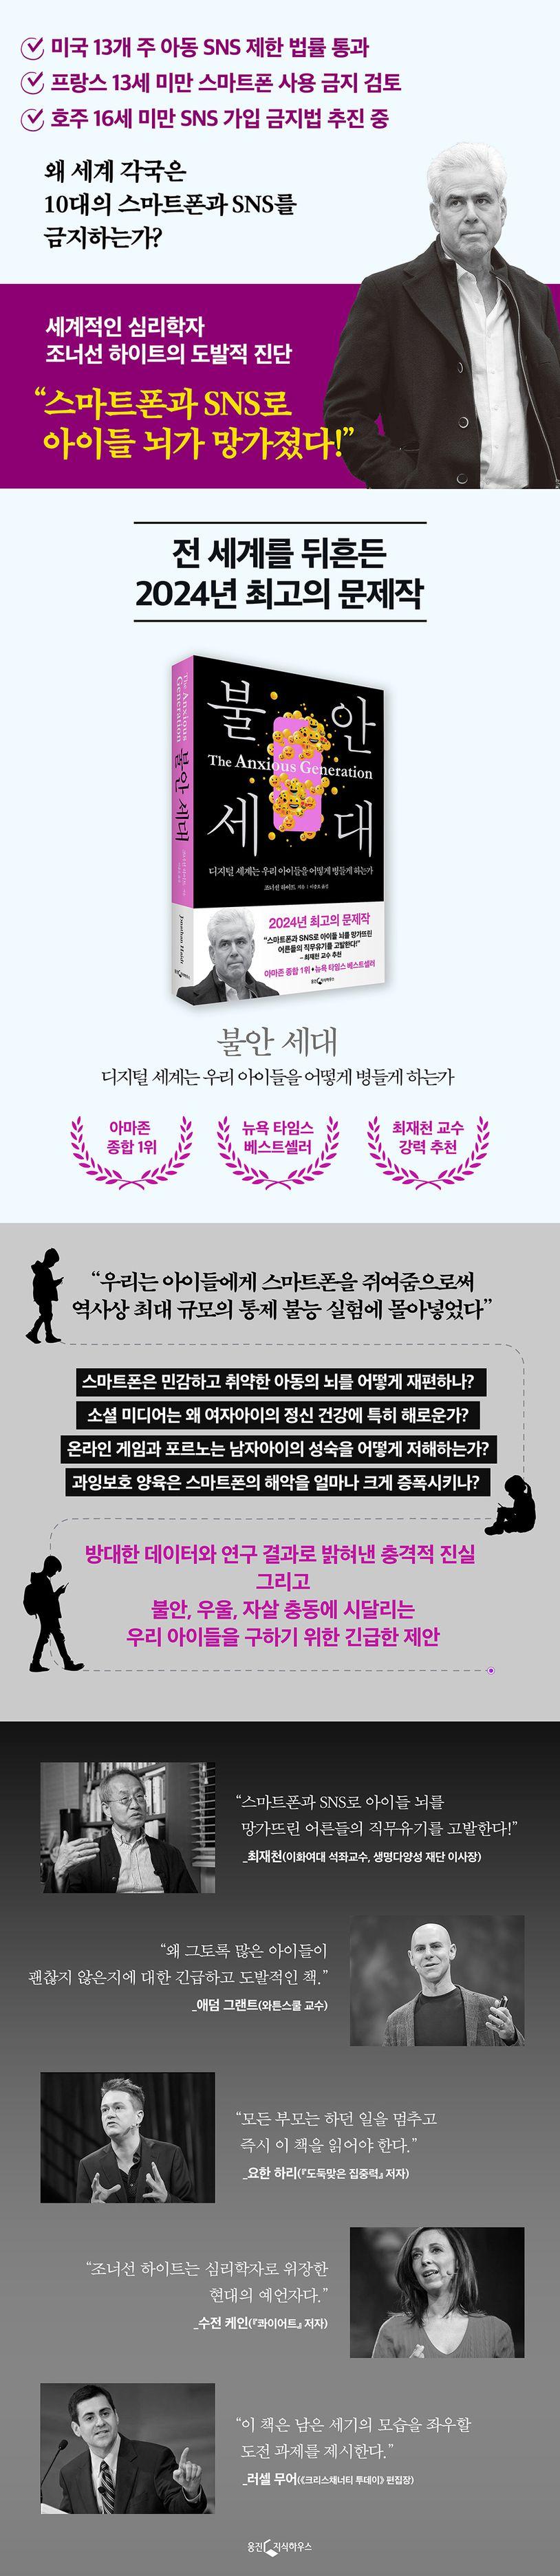 미국 13개 주 아동 SNS 제한 법률 통과
프랑스 13세 미만 스마트폰 사용 금지 검토
호주 16세 미만 SNS 가입 금지법 추진 중
왜 세계 각국은
10대의 스마트폰과 SNS를
금지하는가?
세계적인 심리학자
조너선 하이트의 도발적 진단
“스마트폰과 SNS로
아이들 뇌가 망가졌다!”
전 세계를 뒤흔든
2024년 최고의 문제작
The Anxious Generation
불안 세대
Jonathan Haidt
불안
The Anxious Generation
세대
디지털 세계는 우리 아이들을 어떻게 병들게 하는가
조너선 하이트 지음 | 이충호 옮김
2024년 최고의 문제작
“스마트폰과 SNS로 아이들 뇌를 망가뜨린
어른들의 직무유기를 고발한다!”
- 최재천 교수 추천
아마존 종합 1위 • 뉴욕 타임스 베스트셀러
웅진지식하우스
불안 세대
디지털 세계는 우리 아이들을 어떻게 병들게 하는가
아마존
종합 1위
뉴욕 타임스
베스트셀러
최재천 교수
강력 추천
“우리는 아이들에게 스마트폰을 쥐여줌으로써
역사상 최대 규모의 통제 불능 실험에 몰아넣었다”
스마트폰은 민감하고 취약한 아동의 뇌를 어떻게 재편하나?
소셜 미디어는 왜 여자아이의 정신 건강에 특히 해로운가?
온라인 게임과 포르노는 남자아이의 성숙을 어떻게 저해하는가?
과잉보호 양육은 스마트폰의 해악을 얼마나 크게 증폭시키나?
방대한 데이터와 연구 결과로 밝혀낸 충격적 진실
그리고
불안, 우울, 자살 충동에 시달리는
우리 아이들을 구하기 위한 긴급한 제안
“스마트폰과 SNS로 아이들 뇌를
망가뜨린 어른들의 직무유기를 고발한다!”
_최재천(이화여대 석좌교수, 생명다양성 재단 이사장)
“왜 그토록 많은 아이들이
괜찮지 않은지에 대한 긴급하고 도발적인 책.”
_애덤 그랜트(와튼스쿨 교수)
“모든 부모는 하던 일을 멈추고
즉시 이 책을 읽어야 한다.”
_요한 하리(『도둑맞은 집중력』 저자)
“조너선 하이트는 심리학자로 위장한
현대의 예언자다.”
_수전 케인(『콰이어트』 저자)
“이 책은 남은 세기의 모습을 좌우할
도전 과제를 제시한다.”
_러셀 무어(《크리스채너티 투데이》 편집장)
웅진지식하우스